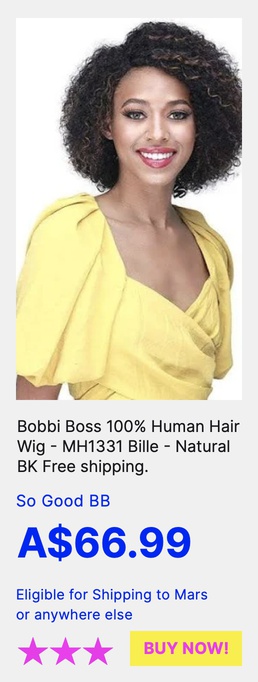 Bobbi Boss 100% Human Hair
Wig - MH1331 Bille - Natural
BK Free shipping.
So Good BB
A$66.99
Eligible for Shipping to Mars
or anywhere else
BUY NOW!